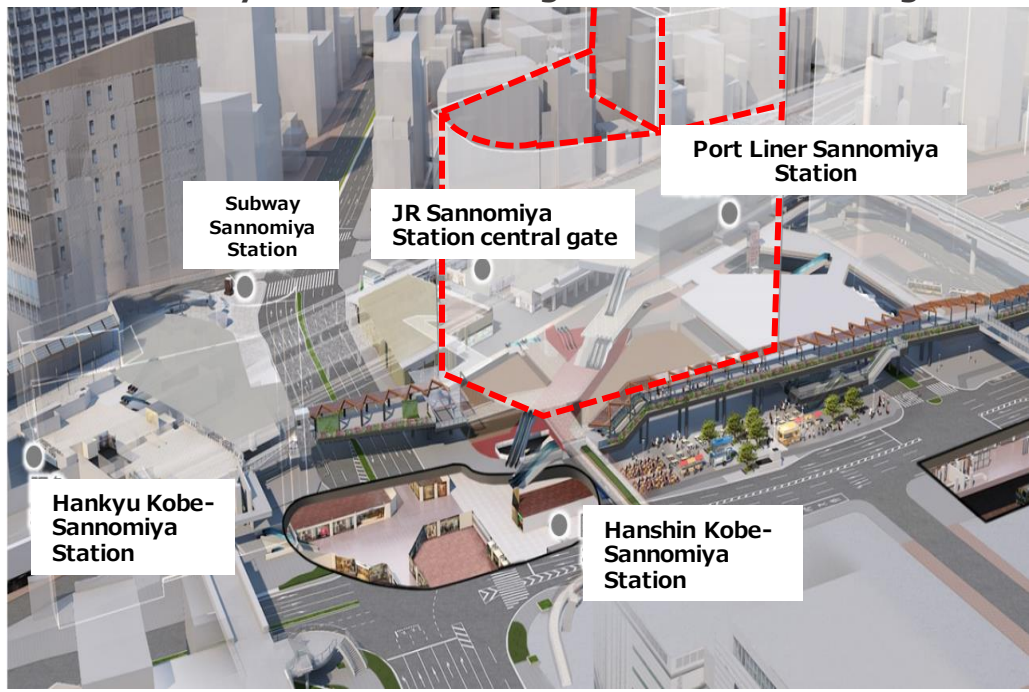 Port Liner Sannomiya
Station
Subway
Sannomiya
Station
JR Sannomiya
Station central gate
Hankyu Kobe-
Sannomiya
Station
Hanshin Kobe-
Sannomiya
Station